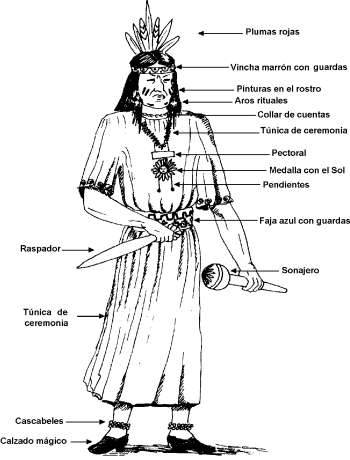 Plumas rojas
Vincha marrón con guardas
Pinturas en el rostro
Aros rituales
Collar de cuentas
Túnica de ceremonia
Pectoral
Medalla con el Sol
Pendientes
Faja azul con guardas
Raspador
Sonajero
Túnica de
ceremonia
Cascabeles
Calzado mágico